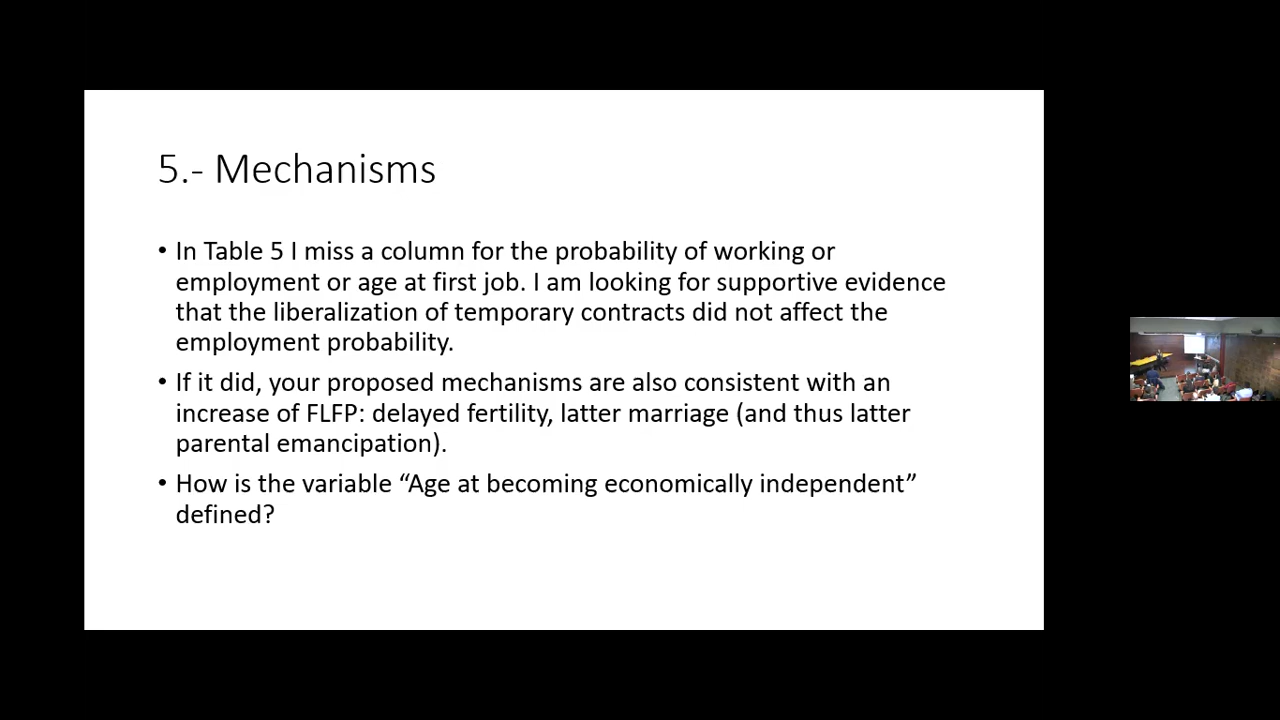 5.- Mechanisms
• In Table 5 I miss a column for the probability of working or
employment or age at first job. I am looking for supportive evidence
that the liberalization of temporary contracts did not affect the
employment probability.
• If it did, your proposed mechanisms are also consistent with an
increase of FLFP: delayed fertility, latter marriage (and thus latter
parental emancipation).
• How is the variable “Age at becoming economically independent”
defined?